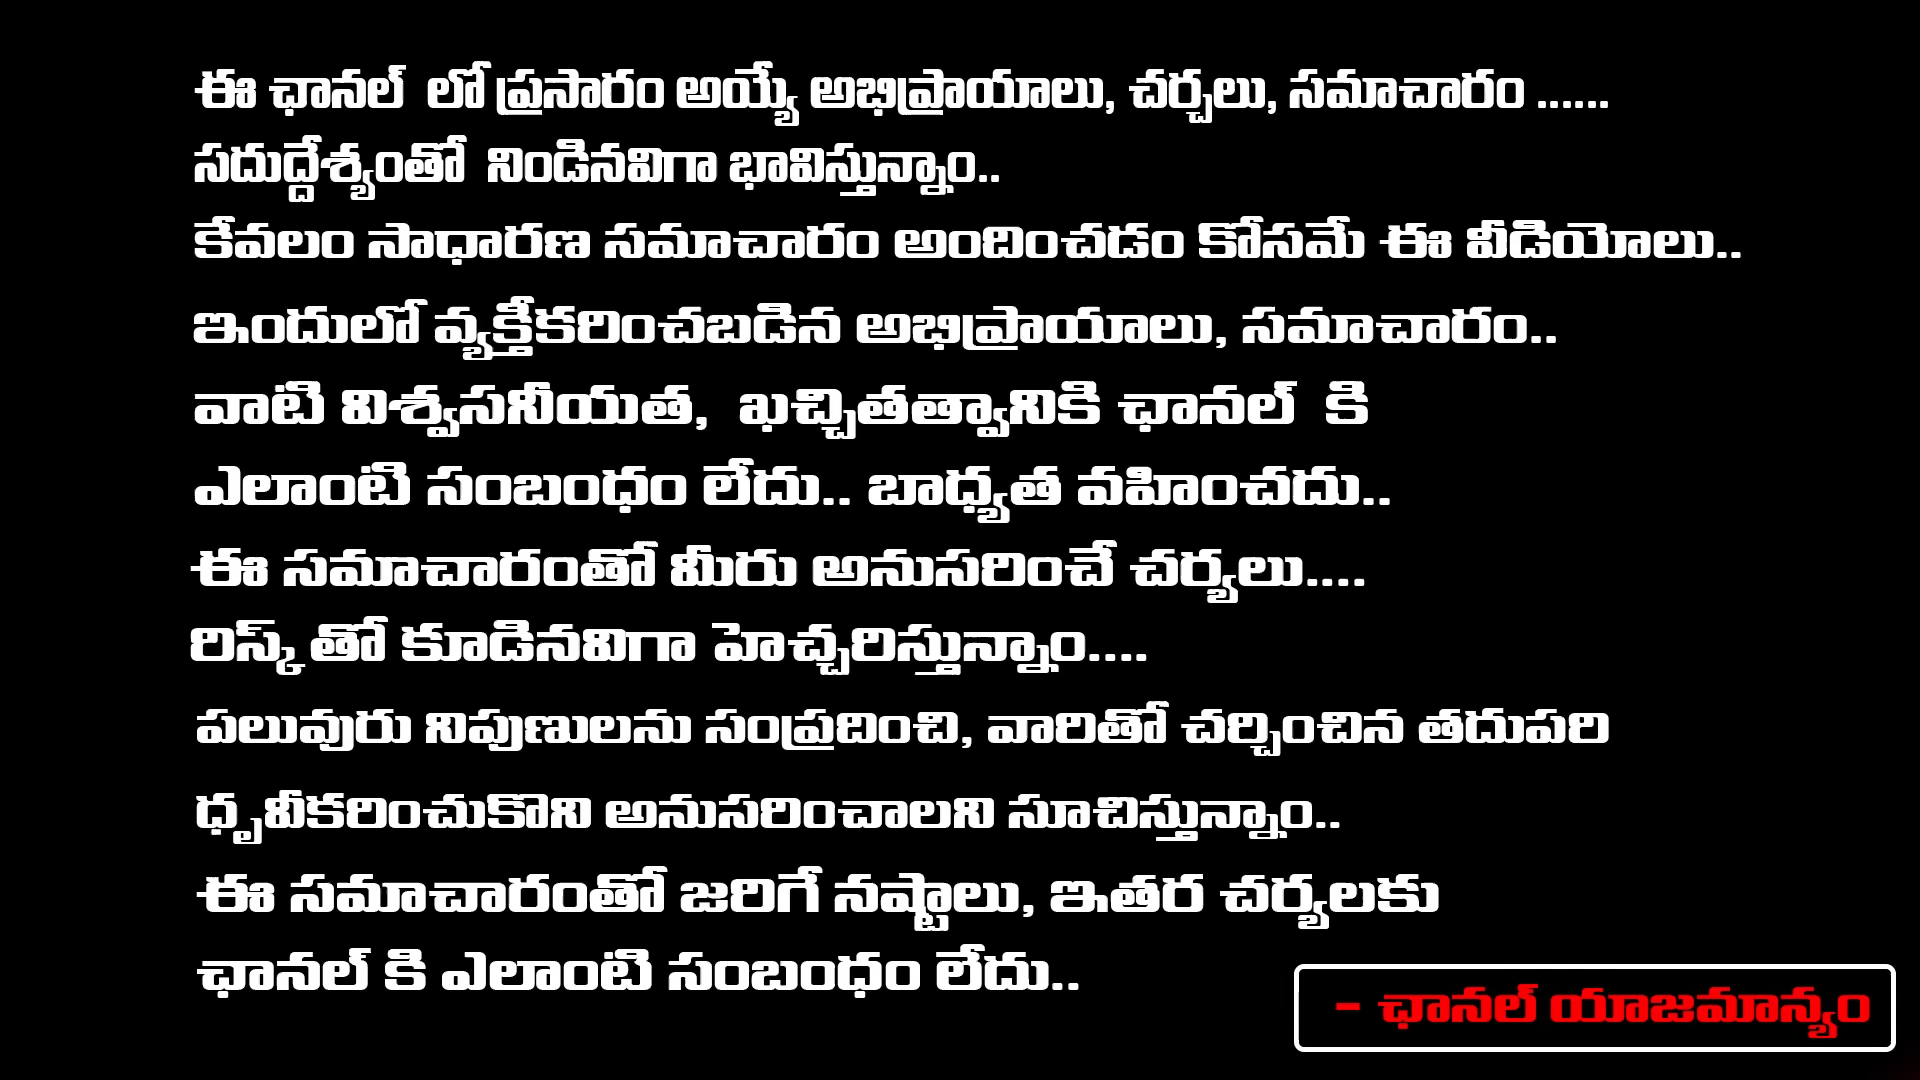 ఈ ఛానల్ లో ప్రసారం అయ్యే అభిప్రాయాలు, చర్చలు, సమాచారం ......
సదుద్దేశ్యంతో నిండినవిగా భావిస్తున్నాం..
కేవలం సాధారణ సమాచారం అందించడం కోసమే ఈ వీడియోలు..
ఇందులో వ్యక్తీకరించబడిన అభిప్రాయాలు, సమాచారం..
వాటి విశ్వసనీయత, ఖచ్చితత్వానికి ఛానల్ కి
ఎలాంటి సంబంధం లేదు.. బాధ్యత వహించదు..
ఈ సమాచారంతో మీరు అనుసరించే చర్యలు....
రిస్క్ తో కూడినవిగా హెచ్చరిస్తున్నాం....
పలువురు నిపుణులను సంప్రదించి, వారితో చర్చించిన తదుపరి
ధృవీకరించుకొని అనుసరించాలని సూచిస్తున్నాం..
ఈ సమాచారంతో జరిగే నష్టాలు, ఇతర చర్యలకు
ఛానల్ కి ఎలాంటి సంబంధం లేదు..
- ఛానల్ యాజమాన్యం